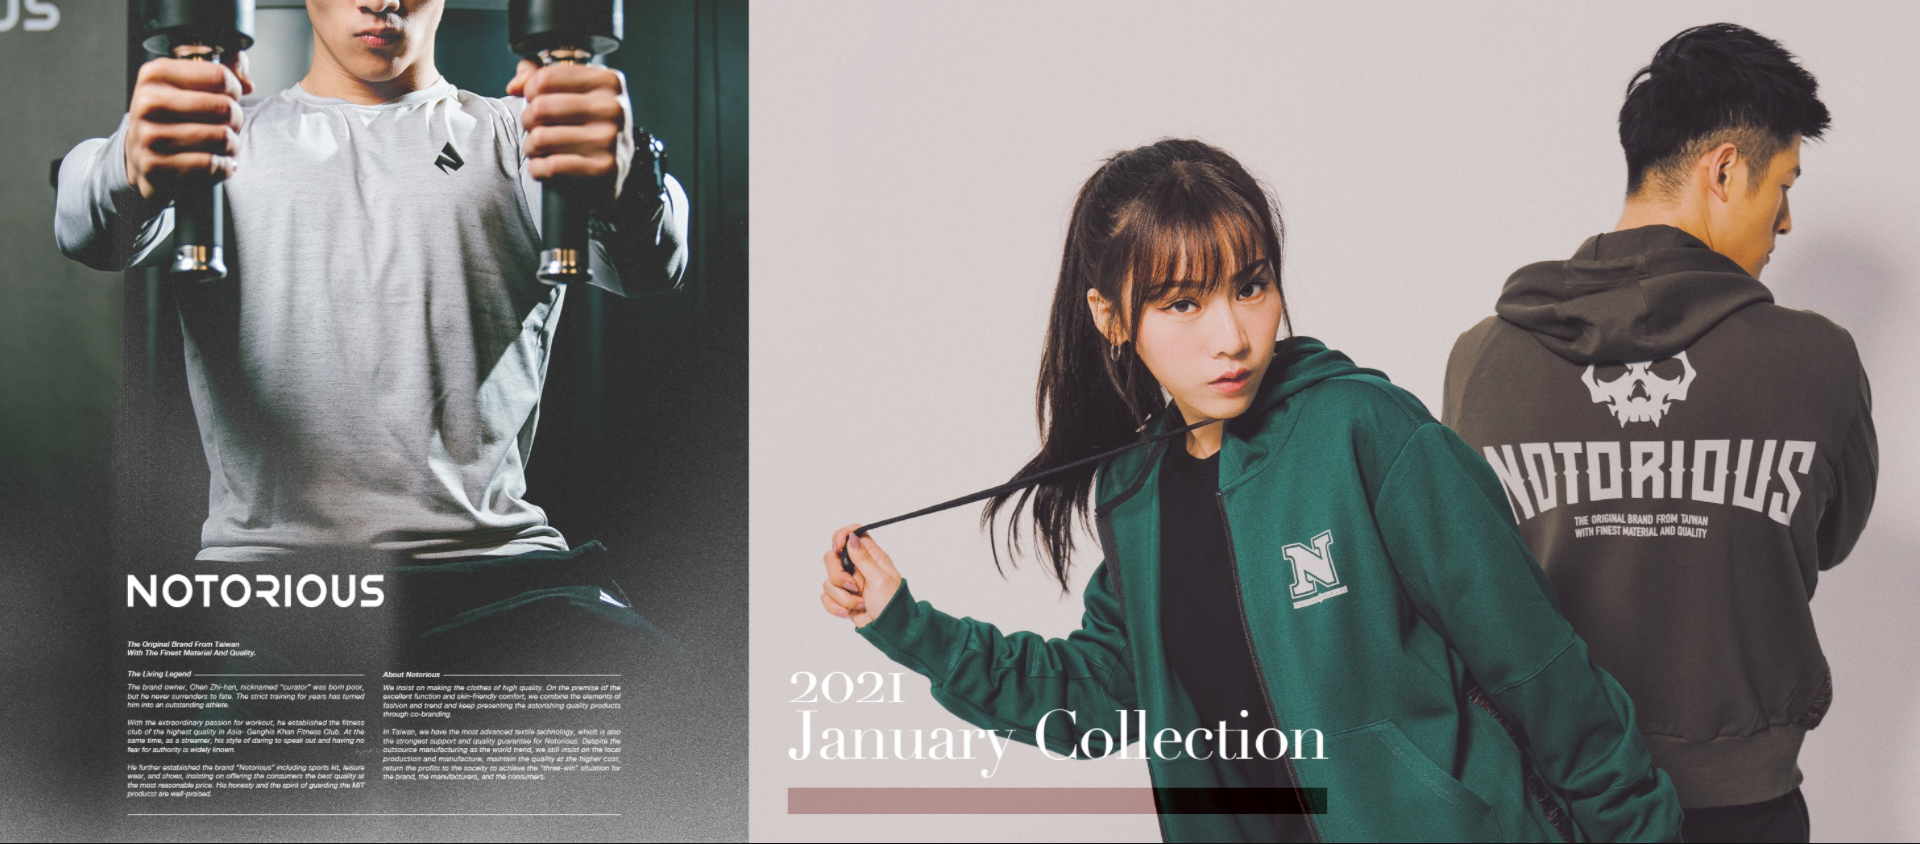 US
N
NOTORIOUS
The Original Brand From Taiwan
With The Finest Material And Quality.
The Living Legend
The brand owner, Chen Zhi-han, nicknamed "curator" was born poor,
but he never surrenders to fate. The strict training for years has turned
him into an outstanding athlete.
With the extraordinary passion for workout, he established the fitness
club of the highest quality in Asia- Genghis Khan Fitness Club. At the
same time, as a streamer, his style of daring to speak out and having no
fear for authority is widely known.
He further established the brand "Notorious" including sports kit, leisure
wear, and shoes, insisting on offering the consumers the best quality at
the most reasonable price. His honesty and the spirit of guarding the MIT
producst are well-praised.
About Notorious
We insist on making the clothes of high quality. On the premise of the
excellent function and skin-friendly comfort, we combine the elements of
fashion and trend and keep presenting the astonishing quality products
through co-branding.
In Taiwan, we have the most advanced textile technology, which is also
the strongest support and quality guarantee for Notorious. Despite the
outsource manufacturing as the world trend, we still insist on the local
production and manufacture, maintain the quality at the higher cost,
return the profits to the soceity to achieve the "three-win" situation for
the brand, the manufacturers, and the consumers.
NOTORIOUS
THE ORIGINAL BRAND FROM TAIWAN
WITH FINEST MATERIAL AND QUALITY
N
2021
January Collection